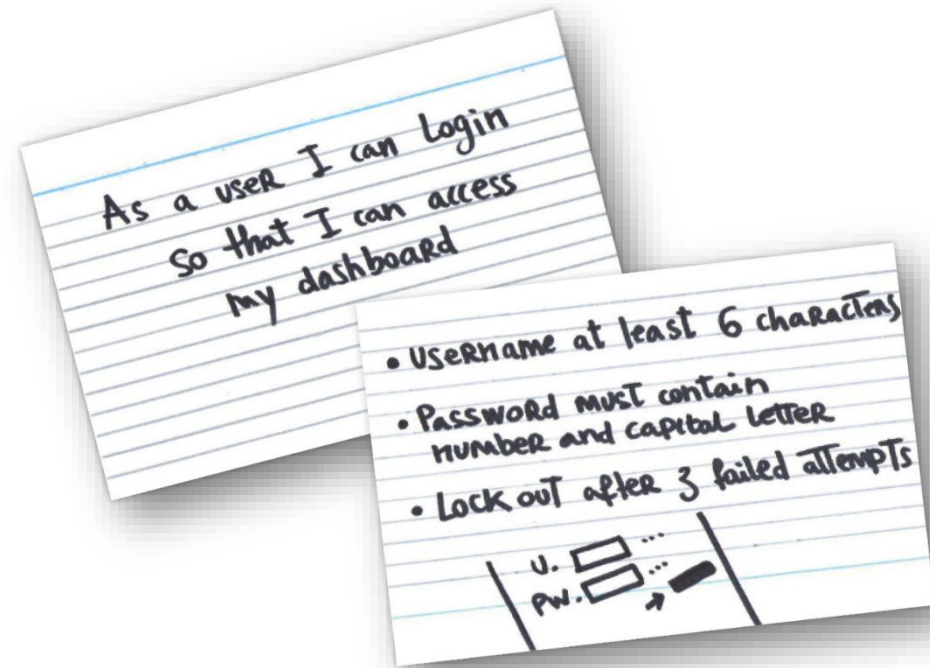 As a user I can Login
so that I can access
my dashboard
• Username at least 6 characters
• Password must contain
number and capital letter
• Lock out after 3 failed attempts
U. ...
PW. ...